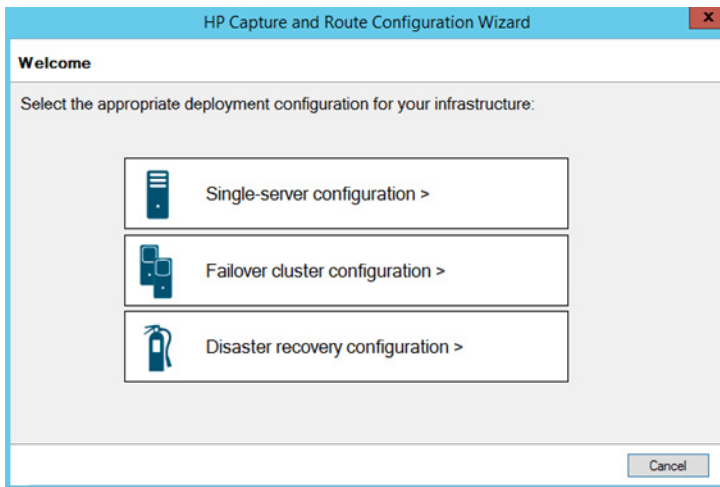 HP Capture and Route Configuration Wizard
x
Welcome
Select the appropriate deployment configuration for your infrastructure:
Single-server configuration >
Failover cluster configuration >
Disaster recovery configuration >
Cancel